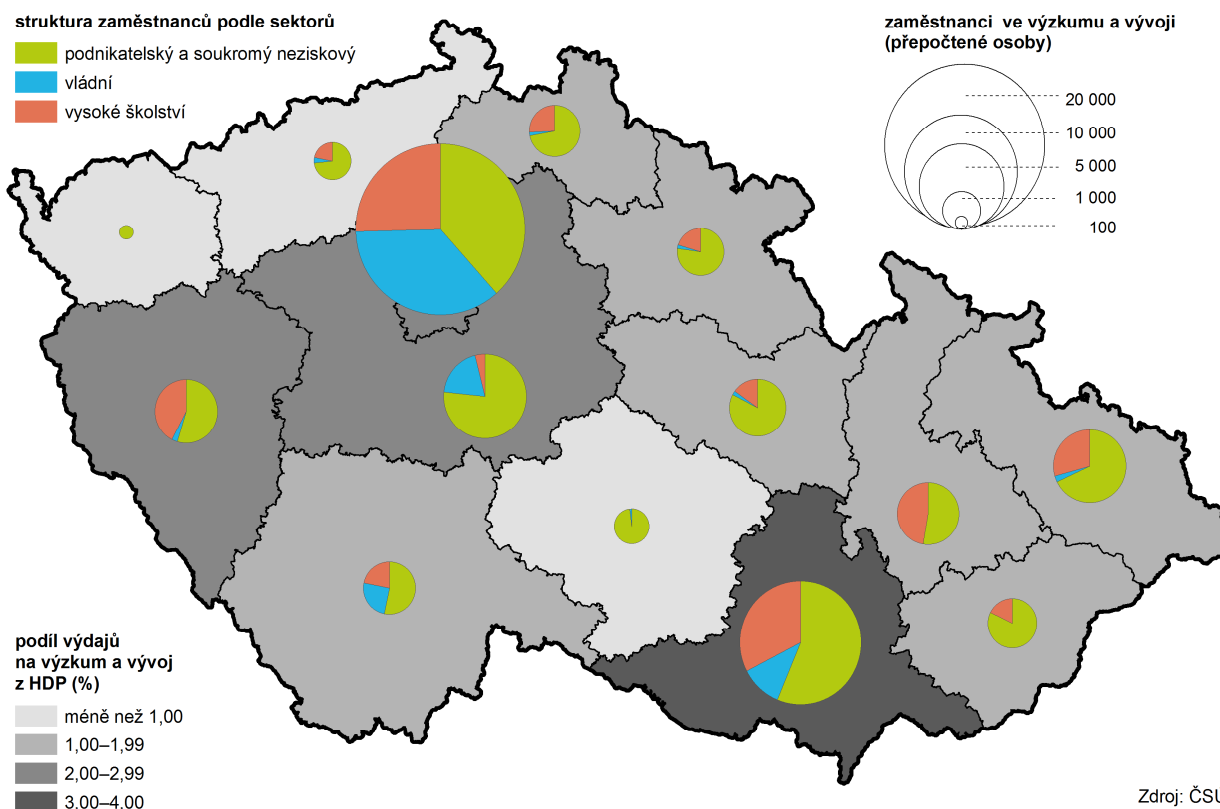 struktura zaměstnanců podle sektorů
podnikatelský a soukromý neziskový
vládní
vysoké školství
zaměstnanci ve výzkumu a vývoji
(přepočtené osoby)
20 000
10 000
5 000
1 000
100
podíl výdajů
na výzkum a vývoj
z HDP (%)
méně než 1,00
1,00–1,99
2,00–2,99
3.00–4.00
Zdroj: ČSÚ